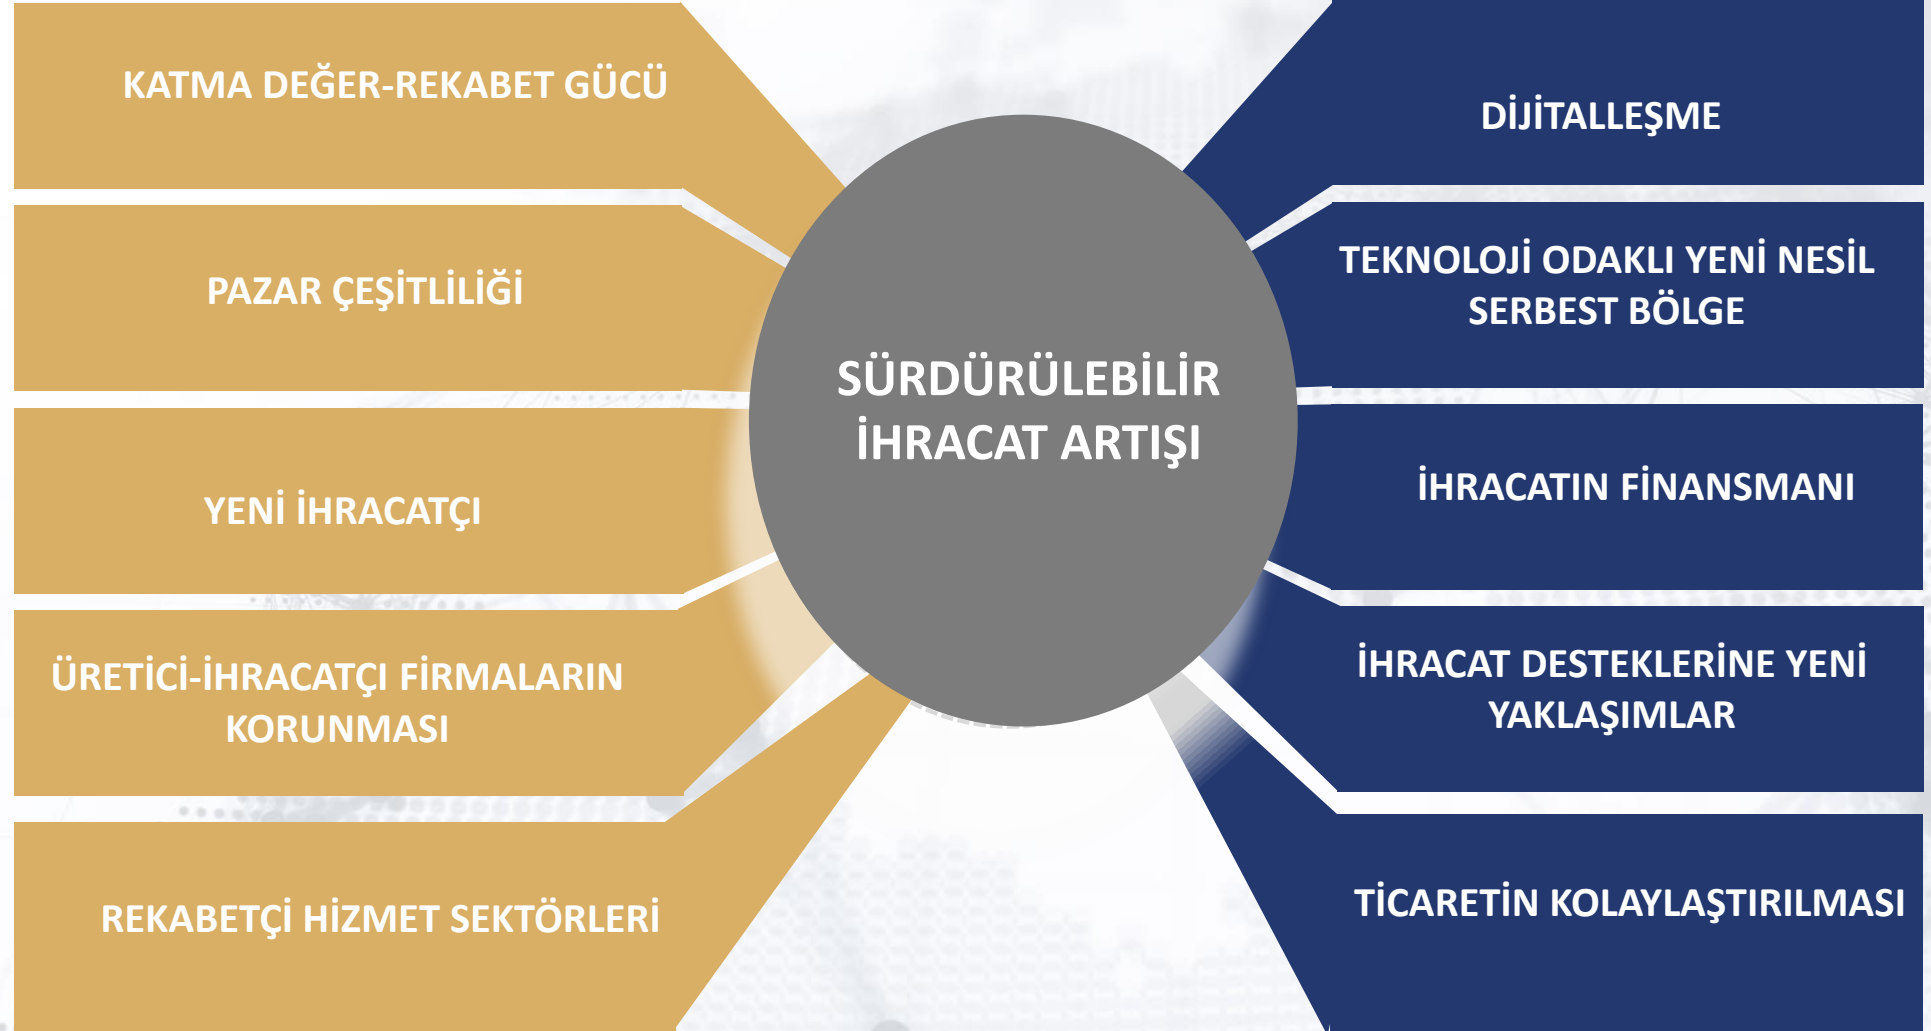 KATMA DEĞER-REKABET GÜCÜ
PAZAR ÇEŞİTLİLİĞİ
YENİ İHRACATÇI
ÜRETİCİ-İHRACATÇI FİRMALARIN
KORUNMASI
REKABETÇİ HİZMET SEKTÖRLERİ
SÜRDÜRÜLEBİLİR
İHRACAT ARTIŞI
DİJİTALLEŞME
TEKNOLOJİ ODAKLI YENİ NESİL
SERBEST BÖLGE
İHRACATIN FİNANSMANI
İHRACAT DESTEKLERİNE YENİ
YAKLAŞIMLAR
TİCARETİN KOLAYLAŞTIRILMASI